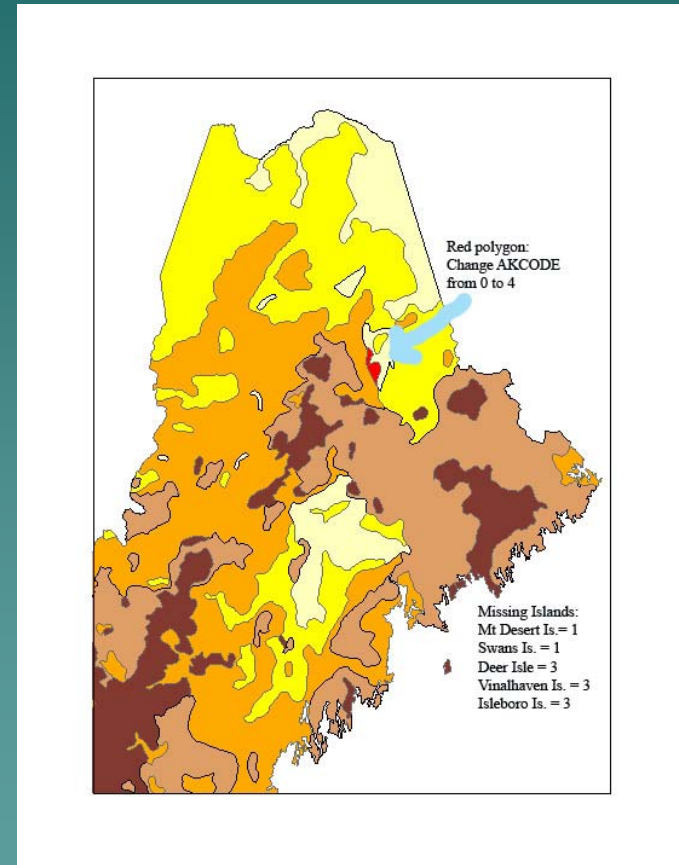 Red polygon:
Change AKCODE
from 0 to 4
Missing Islands:
Mt Desert Is.= 1
Swans Is. = 1
Deer Isle = 3
Vinalhaven Is. = 3
Isleboro Is. = 3